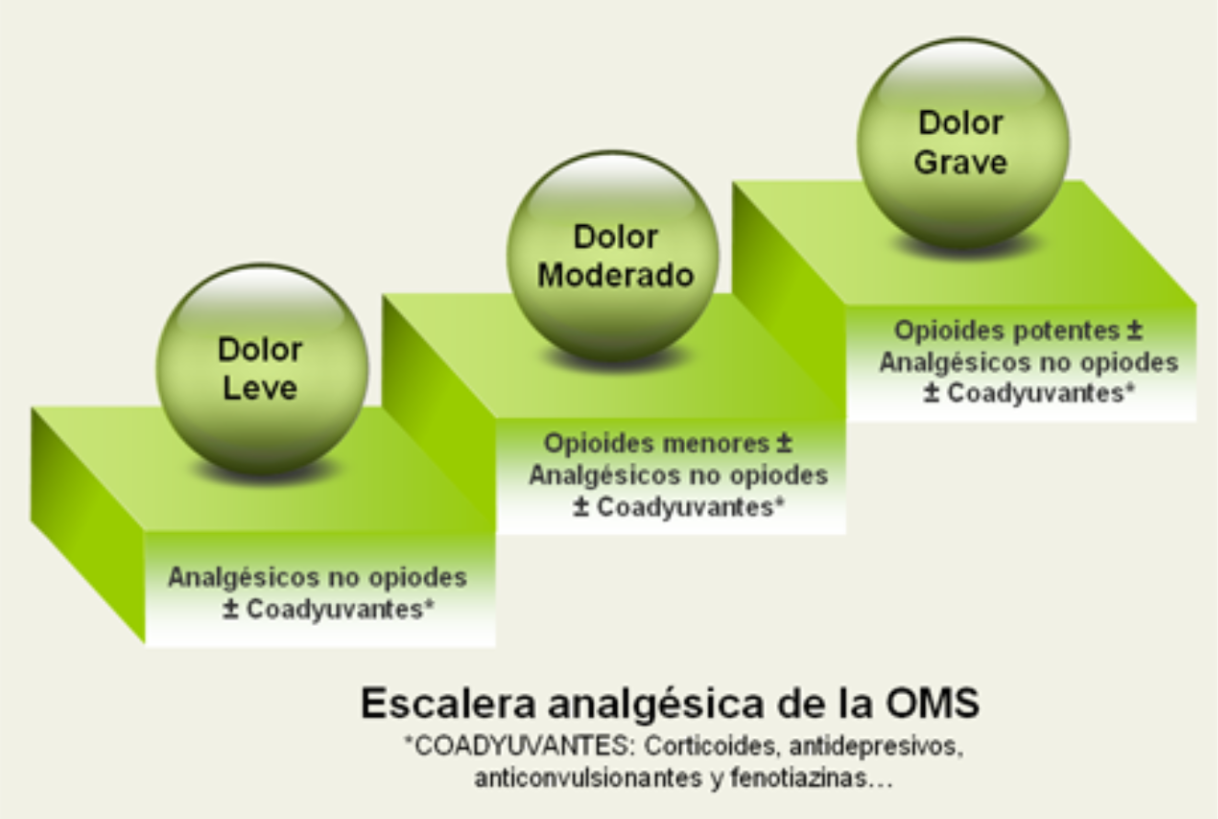 Dolor
Grave
Dolor
Moderado
Dolor
Leve
Opioides potentes ±
Analgésicos no opiodes
± Coadyuvantes*
Opioides menores ±
Analgésicos no opiodes
± Coadyuvantes*
Analgésicos no opiodes
± Coadyuvantes*
Escalera analgésica de la OMS
*COADYUVANTES: Corticoides, antidepresivos,
anticonvulsionantes y fenotiazinas...